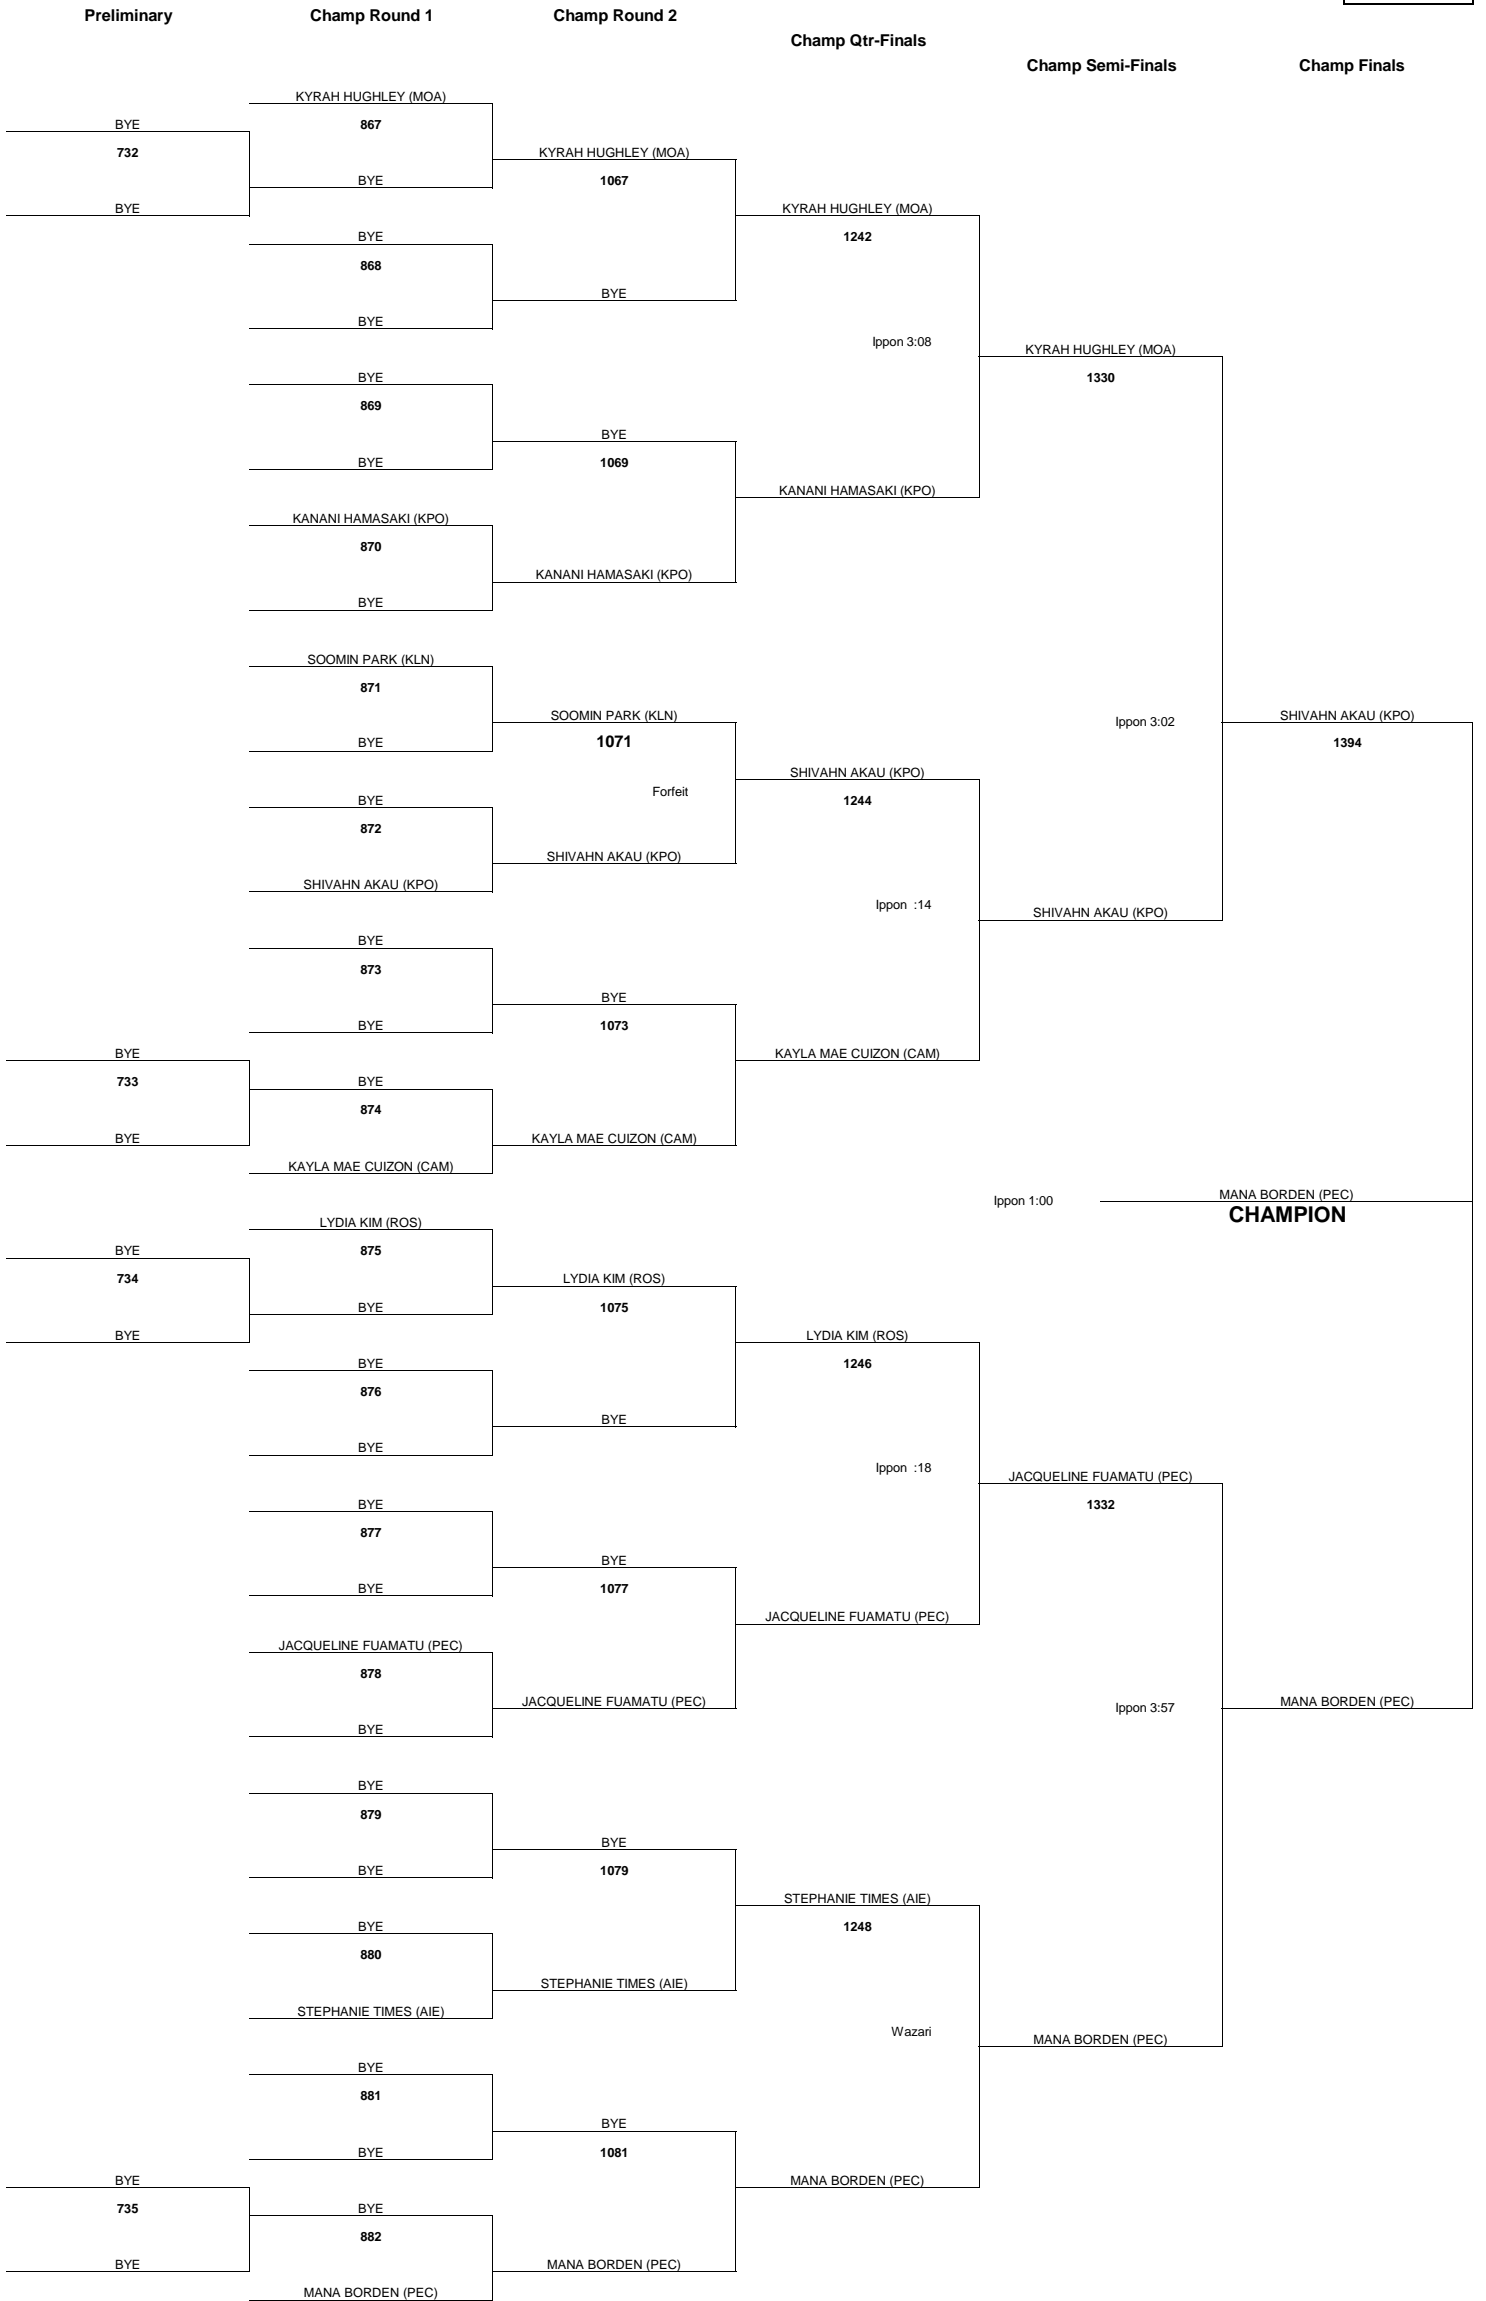 Preliminary
Champ Round 1
Champ Round 2
Champ Qtr-Finals
Champ Semi-Finals
Champ Finals
KYRAH HUGHLEY (MOA)
BYE
867
732
KYRAH HUGHLEY (MOA)
BYE
1067
BYE
KYRAH HUGHLEY (MOA)
BYE
1242
868
BYE
BYE
Ippon 3:08
KYRAH HUGHLEY (MOA)
BYE
1330
869
BYE
BYE
1069
KANANI HAMASAKI (KPO)
KANANI HAMASAKI (KPO)
870
KANANI HAMASAKI (KPO)
BYE
SOOMIN PARK (KLN)
871
SOOMIN PARK (KLN)
Ippon 3:02
SHIVAHN AKAU (KPO)
BYE
1071
1394
SHIVAHN AKAU (KPO)
Forfeit
BYE
1244
872
SHIVAHN AKAU (KPO)
SHIVAHN AKAU (KPO)
Ippon :14
SHIVAHN AKAU (KPO)
BYE
873
BYE
BYE
1073
BYE
KAYLA MAE CUIZON (CAM)
733
BYE
874
BYE
KAYLA MAE CUIZON (CAM)
KAYLA MAE CUIZON (CAM)
Ippon 1:00
MANA BORDEN (PEC)
CHAMPION
LYDIA KIM (ROS)
BYE
875
734
LYDIA KIM (ROS)
BYE
1075
BYE
LYDIA KIM (ROS)
BYE
1246
876
BYE
BYE
Ippon :18
JACQUELINE FUAMATU (PEC)
BYE
1332
877
BYE
BYE
1077
JACQUELINE FUAMATU (PEC)
JACQUELINE FUAMATU (PEC)
878
JACQUELINE FUAMATU (PEC)
Ippon 3:57
MANA BORDEN (PEC)
BYE
BYE
879
BYE
BYE
1079
STEPHANIE TIMES (AIE)
BYE
1248
880
STEPHANIE TIMES (AIE)
STEPHANIE TIMES (AIE)
Wazari
MANA BORDEN (PEC)
BYE
881
BYE
BYE
1081
BYE
MANA BORDEN (PEC)
735
BYE
882
BYE
MANA BORDEN (PEC)
MANA BORDEN (PEC)